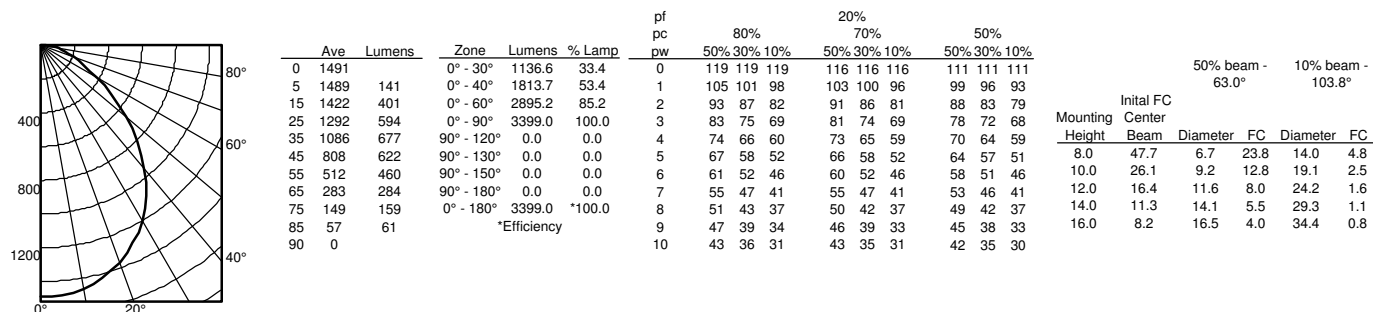 80°
400
60°
800
1200
40°
0°
20°
Ave Lumens
0 1491
5 1489 141
15 1422 401
25 1292 594
35 1086 677
45 808 622
55 512 460
65 283 284
75 149 159
85 57 61
90 0
Zone Lumens % Lamp
0° - 30° 1136.6 33.4
0° - 40° 1813.7 53.4
0° - 60° 2895.2 85.2
0° - 90° 3399.0 100.0
90° - 120° 0.0 0.0
90° - 130° 0.0 0.0
90° - 150° 0.0 0.0
90° - 180° 0.0 0.0
0° - 180° 3399.0 *100.0
*Efficiency
pf 20%
pc 80% 70% 50%
pw 50% 30% 10% 50% 30% 10% 50% 30% 10%
0 119 119 119 116 116 116 111 111 111
1 105 101 98 103 100 96 99 96 93
2 93 87 82 91 86 81 88 83 79
3 83 75 69 81 74 69 78 72 68
4 74 66 60 73 65 59 70 64 59
5 67 58 52 66 58 52 64 57 51
6 61 52 46 60 52 46 58 51 46
7 55 47 41 55 47 41 53 46 41
8 51 43 37 50 42 37 49 42 37
9 47 39 34 46 39 33 45 38 33
10 43 36 31 43 35 31 42 35 30
50% beam - 10% beam -
63.0° 103.8°
Inital FC
Mounting Center
Height Beam Diameter FC Diameter FC
8.0 47.7 6.7 23.8 14.0 4.8
10.0 26.1 9.2 12.8 19.1 2.5
12.0 16.4 11.6 8.0 24.2 1.6
14.0 11.3 14.1 5.5 29.3 1.1
16.0 8.2 16.5 4.0 34.4 0.8